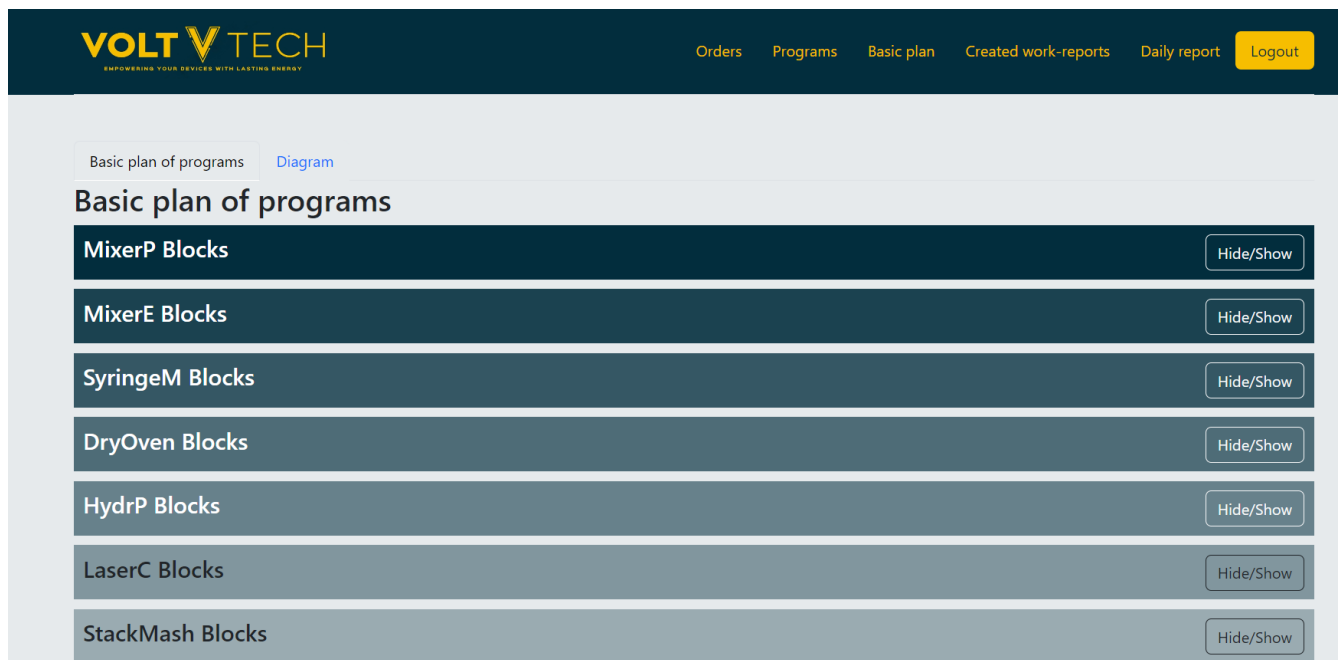 VOLT V TECH
EMPOWERING YOUR DEVICES WITH LASTING ENERGY
Orders Programs Basic plan Created work-reports Daily report Logout
Basic plan of programs Diagram
Basic plan of programs
MixerP Blocks Hide/Show
MixerE Blocks Hide/Show
SyringeM Blocks Hide/Show
DryOven Blocks Hide/Show
HydrP Blocks Hide/Show
LaserC Blocks Hide/Show
StackMash Blocks Hide/Show